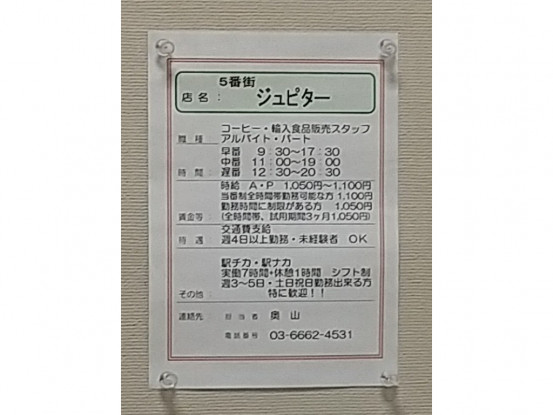 5番街
店名： ジュピター
コーヒー・輸入食品販売スタッフ
職種 アルバイト・パート
早番 9：30～17：30
中番 11：00～19：00
時間 遅番 12：30～20：30
時給 A・P 1,050円～1,100円
当番制全時間帯勤務可能な方 1,100円
勤務時間に制限がある方 1,050円
賃金等 (全時間帯、試用期間3ヶ月1,050円)
交通費支給
待遇 週4日以上勤務・未経験者 OK
駅チカ・駅ナカ
実働7時間+休憩1時間 シフト制
週3～5日・土日祝日勤務出来る方
その他： 特に歓迎！！
連絡先： 担当者 奥山
電話番号 03-6662-4531